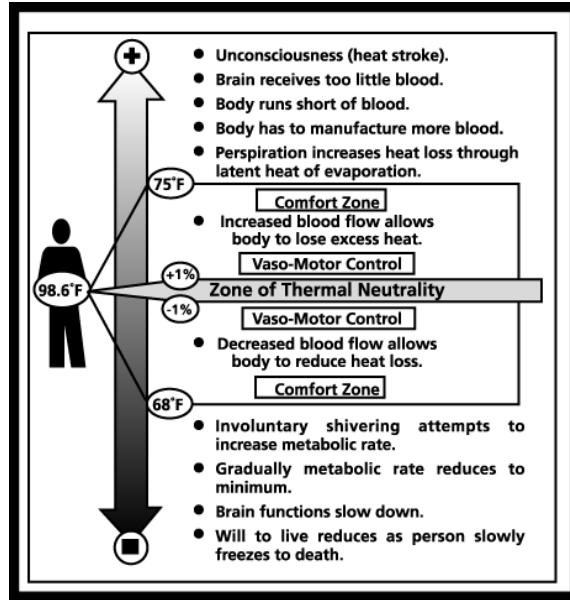 ● Unconsciousness (heat stroke).
● Brain receives too little blood.
● Body runs short of blood.
● Body has to manufacture more blood.
● Perspiration increases heat loss through
latent heat of evaporation.
75°F
Comfort Zone
● Increased blood flow allows
body to lose excess heat.
Vaso-Motor Control
+1%
98.6°F
Zone of Thermal Neutrality
-1%
Vaso-Motor Control
● Decreased blood flow allows
body to reduce heat loss.
Comfort Zone
68°F
● Involuntary shivering attempts to
increase metabolic rate.
● Gradually metabolic rate reduces to
minimum.
● Brain functions slow down.
● Will to live reduces as person slowly
freezes to death.